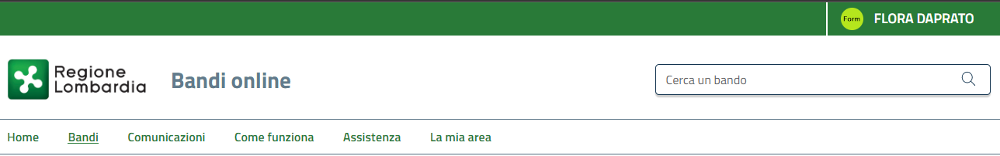 Form FLORA DAPRATO
Regione
Lombardia
Bandi online
Cerca un bando
Home Bandi Comunicazioni Come funziona Assistenza La mia area